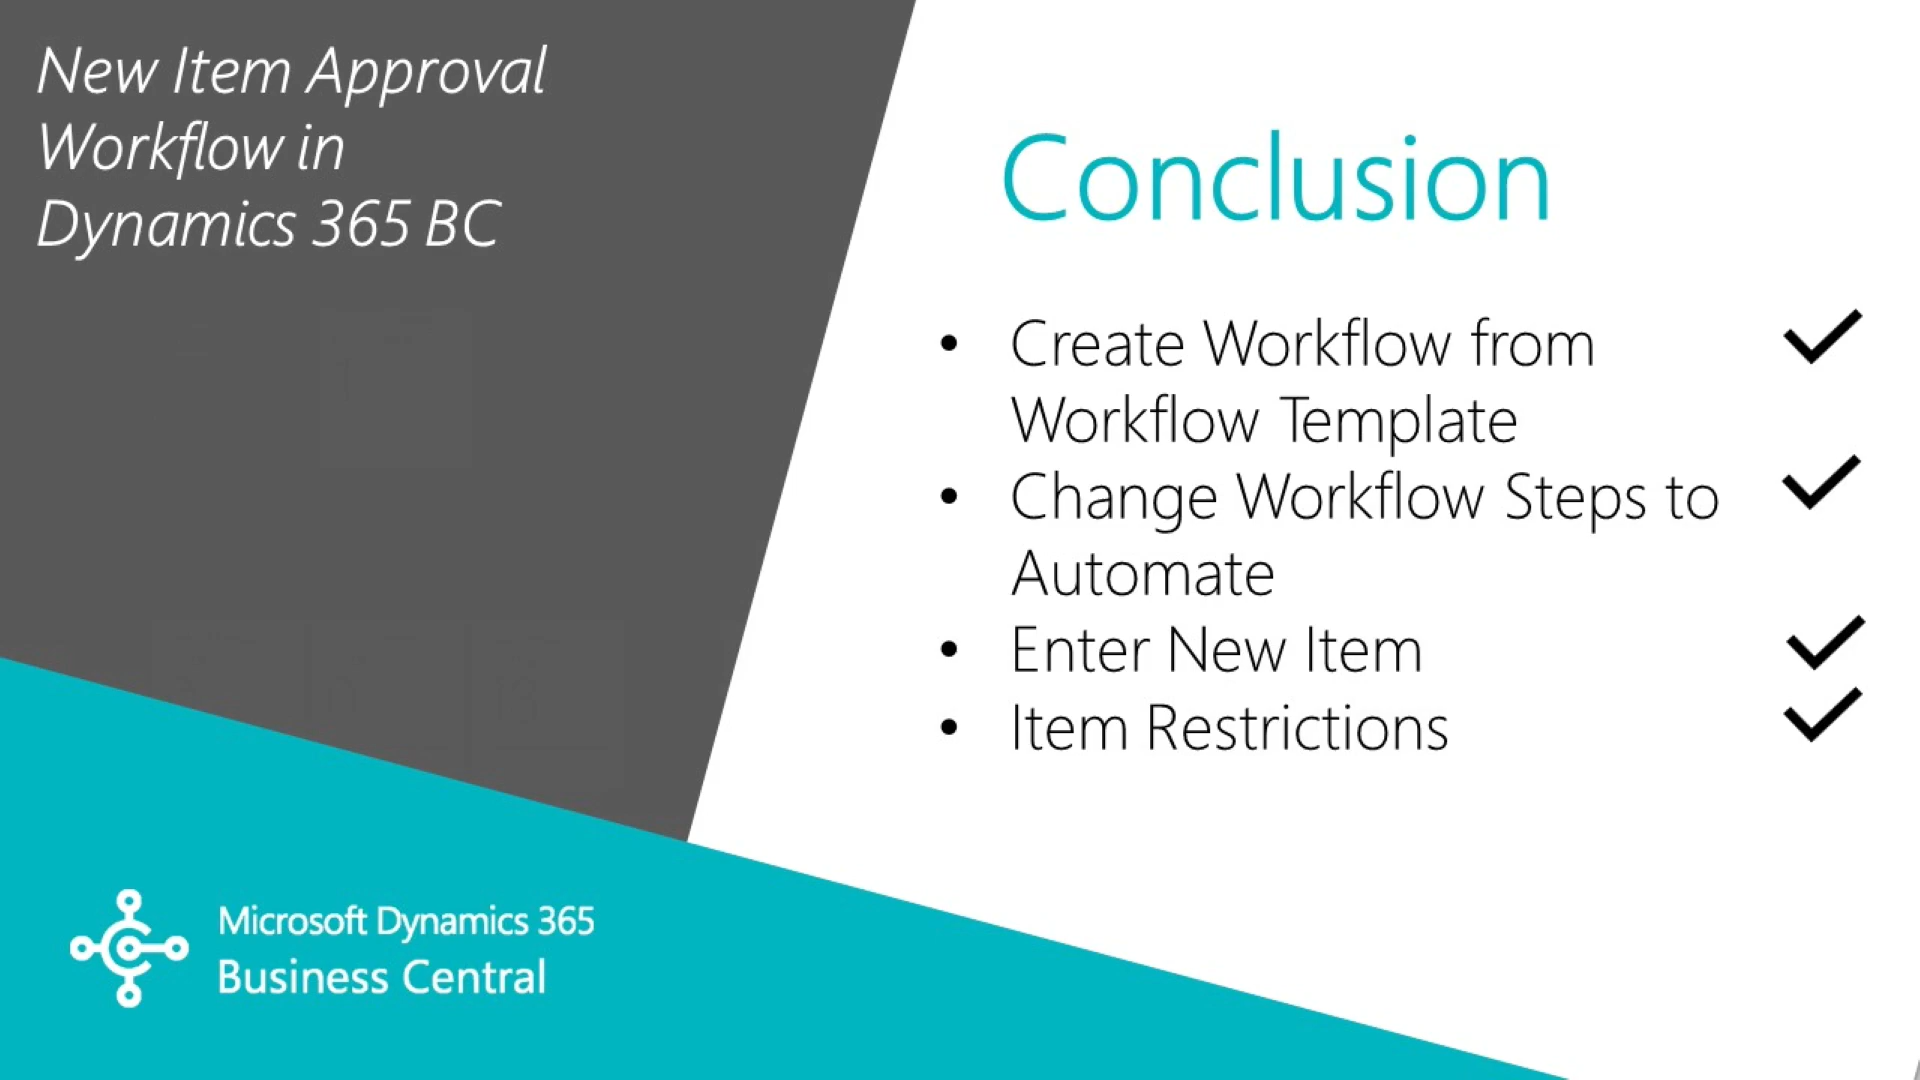 New Item Approval
Workflow in
Dynamics 365 BC
Conclusion
• Create Workflow from
Workflow Template
• Change Workflow Steps to
Automate
• Enter New Item
• Item Restrictions
Microsoft Dynamics 365
Business Central